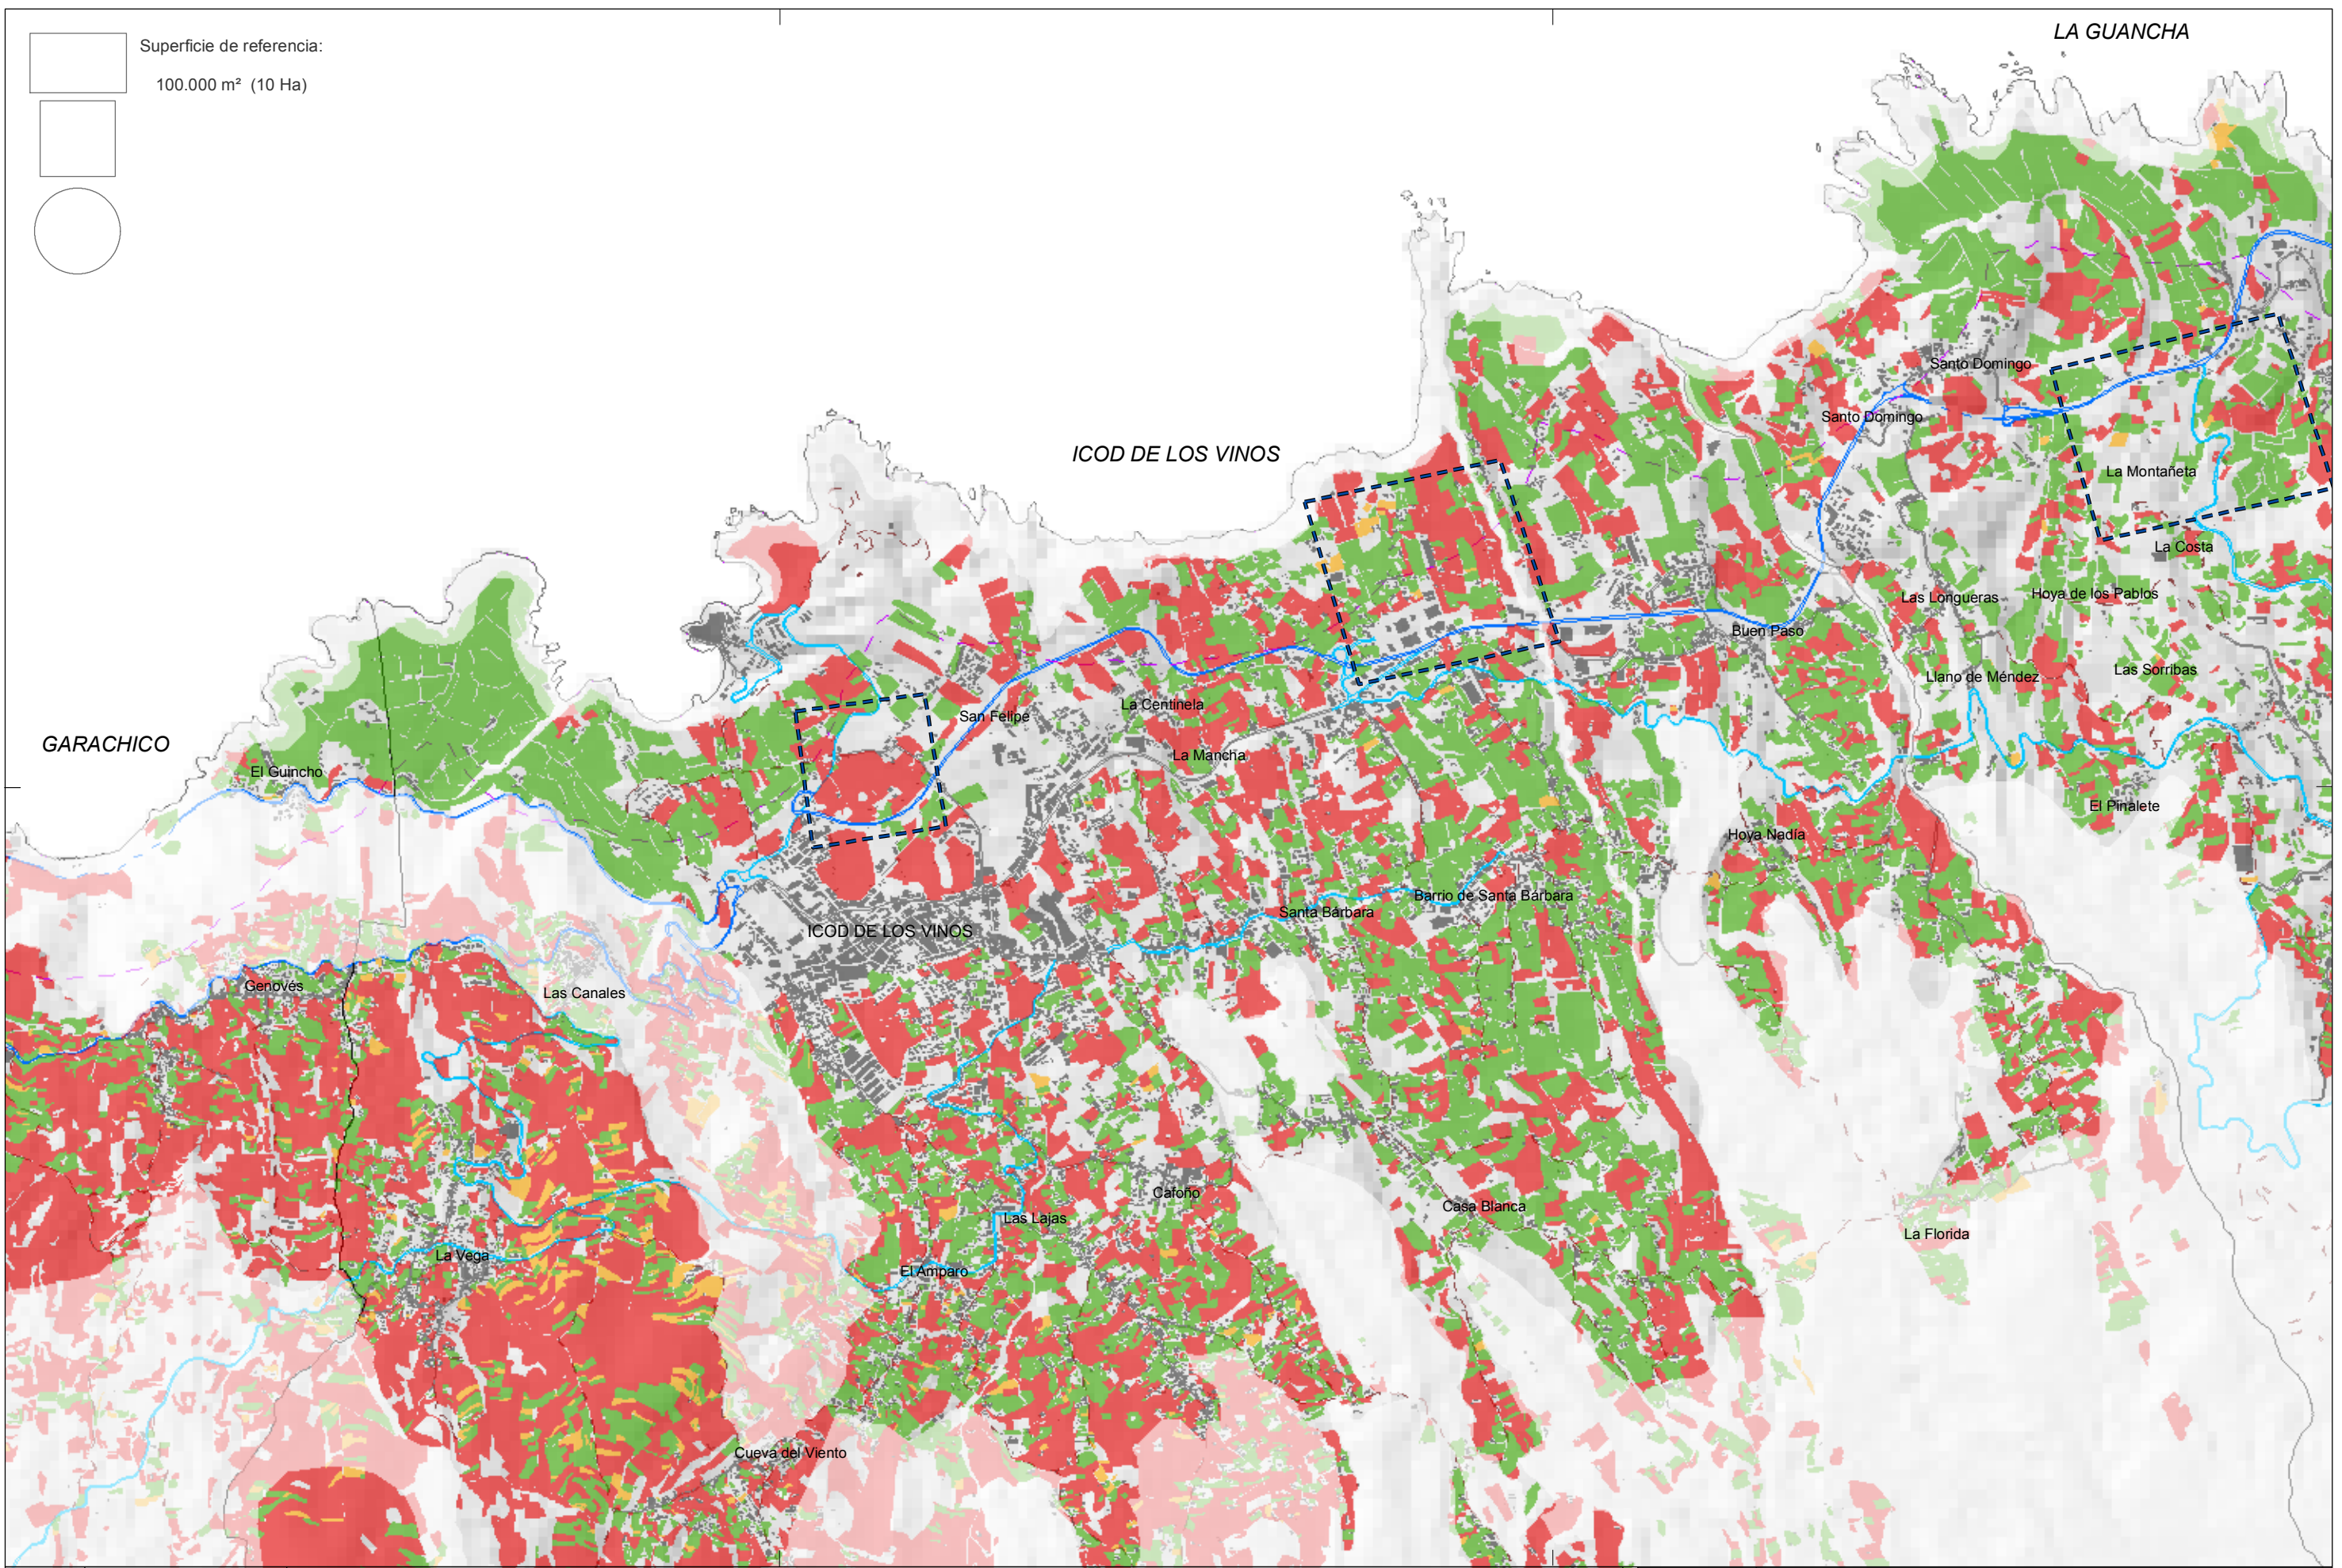 LA GUANCHA
Superficie de referencia:
100.000 m² (10 Ha)
Santo Domingo
Santo Domingo
ICOD DE LOS VINOS
La Montañeta
La Costa
Las Longueras
Hoya de los Pablos
Buen Paso
Las Sorribas
Llano de Méndez
La Centinela
San Felipe
GARACHICO
La Mancha
El Guincho
El Pinalete
Hoya Nadía
Barrio de Santa Bárbara
Santa Bárbara
ICOD DE LOS VINOS
Genovés
Las Canales
Cafoño
Casa Blanca
Las Lajas
La Florida
La Vega
El Amparo
Cueva del Viento